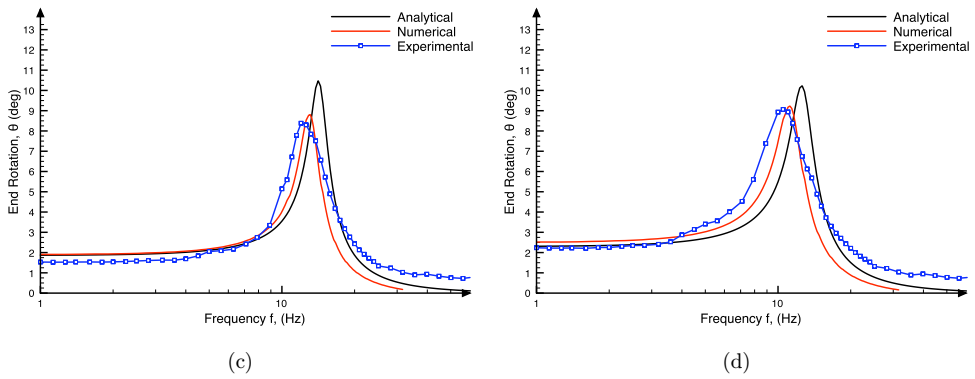 Analytical
Numerical
Experimental
End Rotation, θ (deg)
13
12
11
10
9
8
7
6
5
4
3
2
1
0
1
10
Frequency f, (Hz)
(c)
Analytical
Numerical
Experimental
End Rotation, θ (deg)
13
12
11
10
9
8
7
6
5
4
3
2
1
0
1
10
Frequency f, (Hz)
(d)